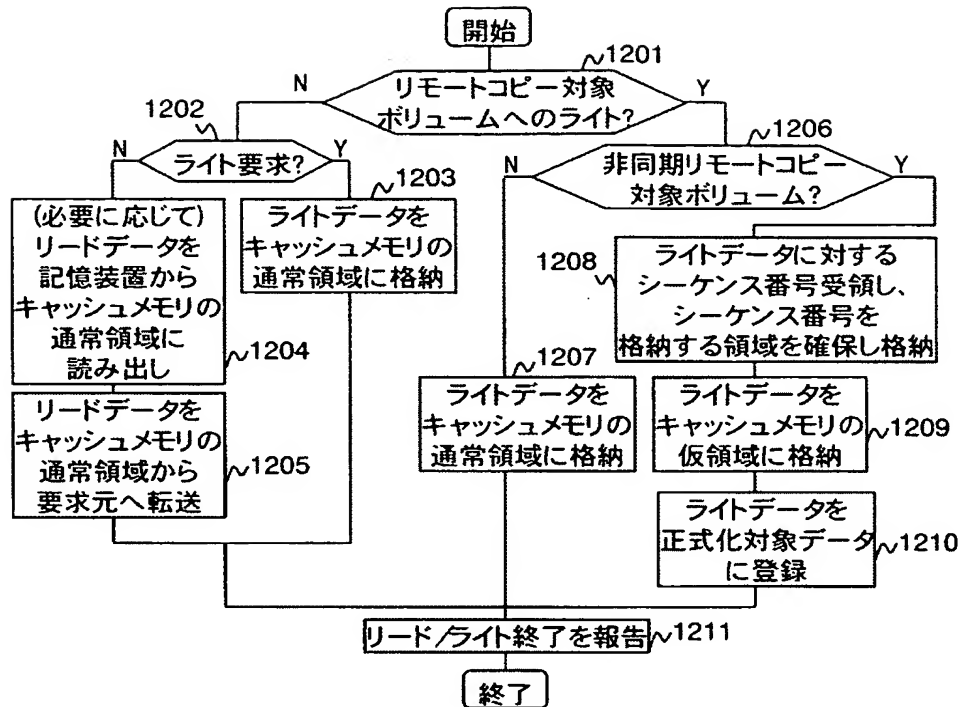 開始
1201
リモートコピー対象
ボリュームへのライト?
N
Y
1202
ライト要求?
N
Y
1206
非同期リモートコピー
対象ボリューム?
N
Y
1203
ライトデータを
キャッシュメモリの
通常領域に格納
(必要に応じて)
リードデータを
記憶装置から
キャッシュメモリの
通常領域に
読み出し
1204
リードデータを
キャッシュメモリの
通常領域から
要求元へ転送
1205
1208
ライトデータに対する
シーケンス番号受領し、
シーケンス番号を
格納する領域を確保し格納
1207
ライトデータを
キャッシュメモリの
通常領域に格納
ライトデータを
キャッシュメモリの
仮領域に格納
1209
ライトデータを
正式化対象データ
に登録
1210
リード/ライト終了を報告
1211
終了